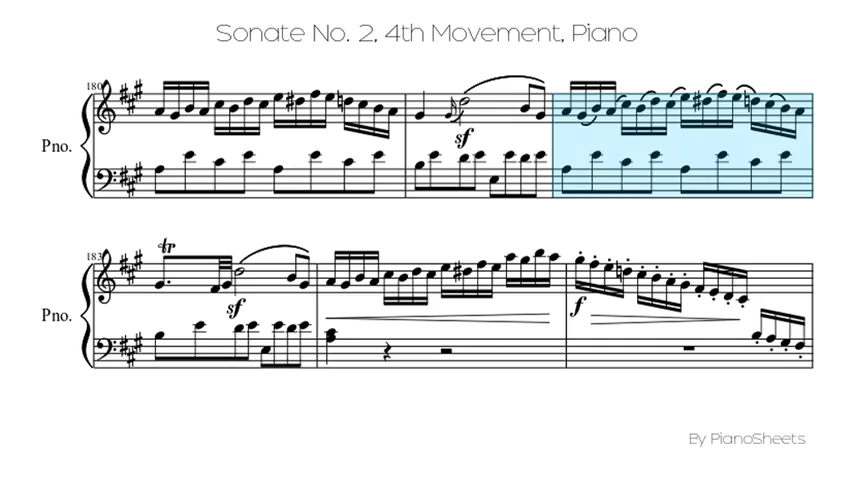 Sonate No. 2, 4th Movement, Piano
180
Pno.
sf
183
tr
Pno.
sf
f
By PianoSheets